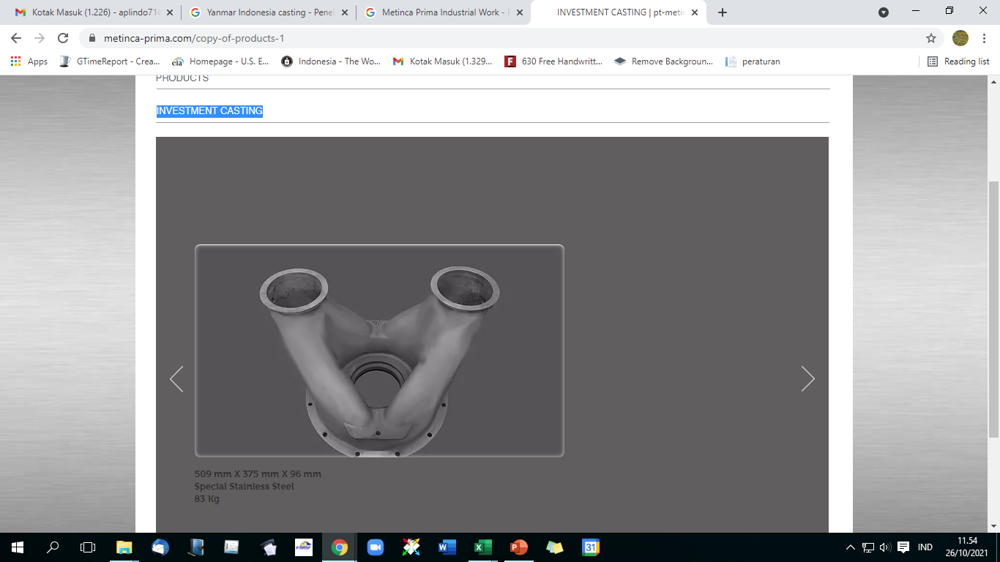 Kotak Masuk (1.226) - aplindo71
Yanmar Indonesia casting - Penel
Metinca Prima Industrial Work -
INVESTMENT CASTING | pt-metin
metinca-prima.com/copy-of-products-1
Apps
GTimeReport - Crea...
eia
Homepage - U.S. E...
Indonesia - The Wo...
Kotak Masuk (1.329...
F
630 Free Handwritt...
Remove Backgroun...
peraturan
Reading list
PRODUCTS
INVESTMENT CASTING
509 mm X 375 mm X 96 mm
Special Stainless Steel
83 Kg
31
IND
11.54
26/10/2021